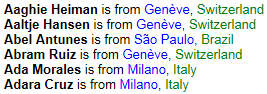 Aaghie Heiman is from Genève, Switzerland
Aaltje Hansen is from Genève, Switzerland
Abel Antunes is from São Paulo, Brazil
Abram Ruiz is from Genève, Switzerland
Ada Morales is from Milano, Italy
Adara Cruz is from Milano, Italy